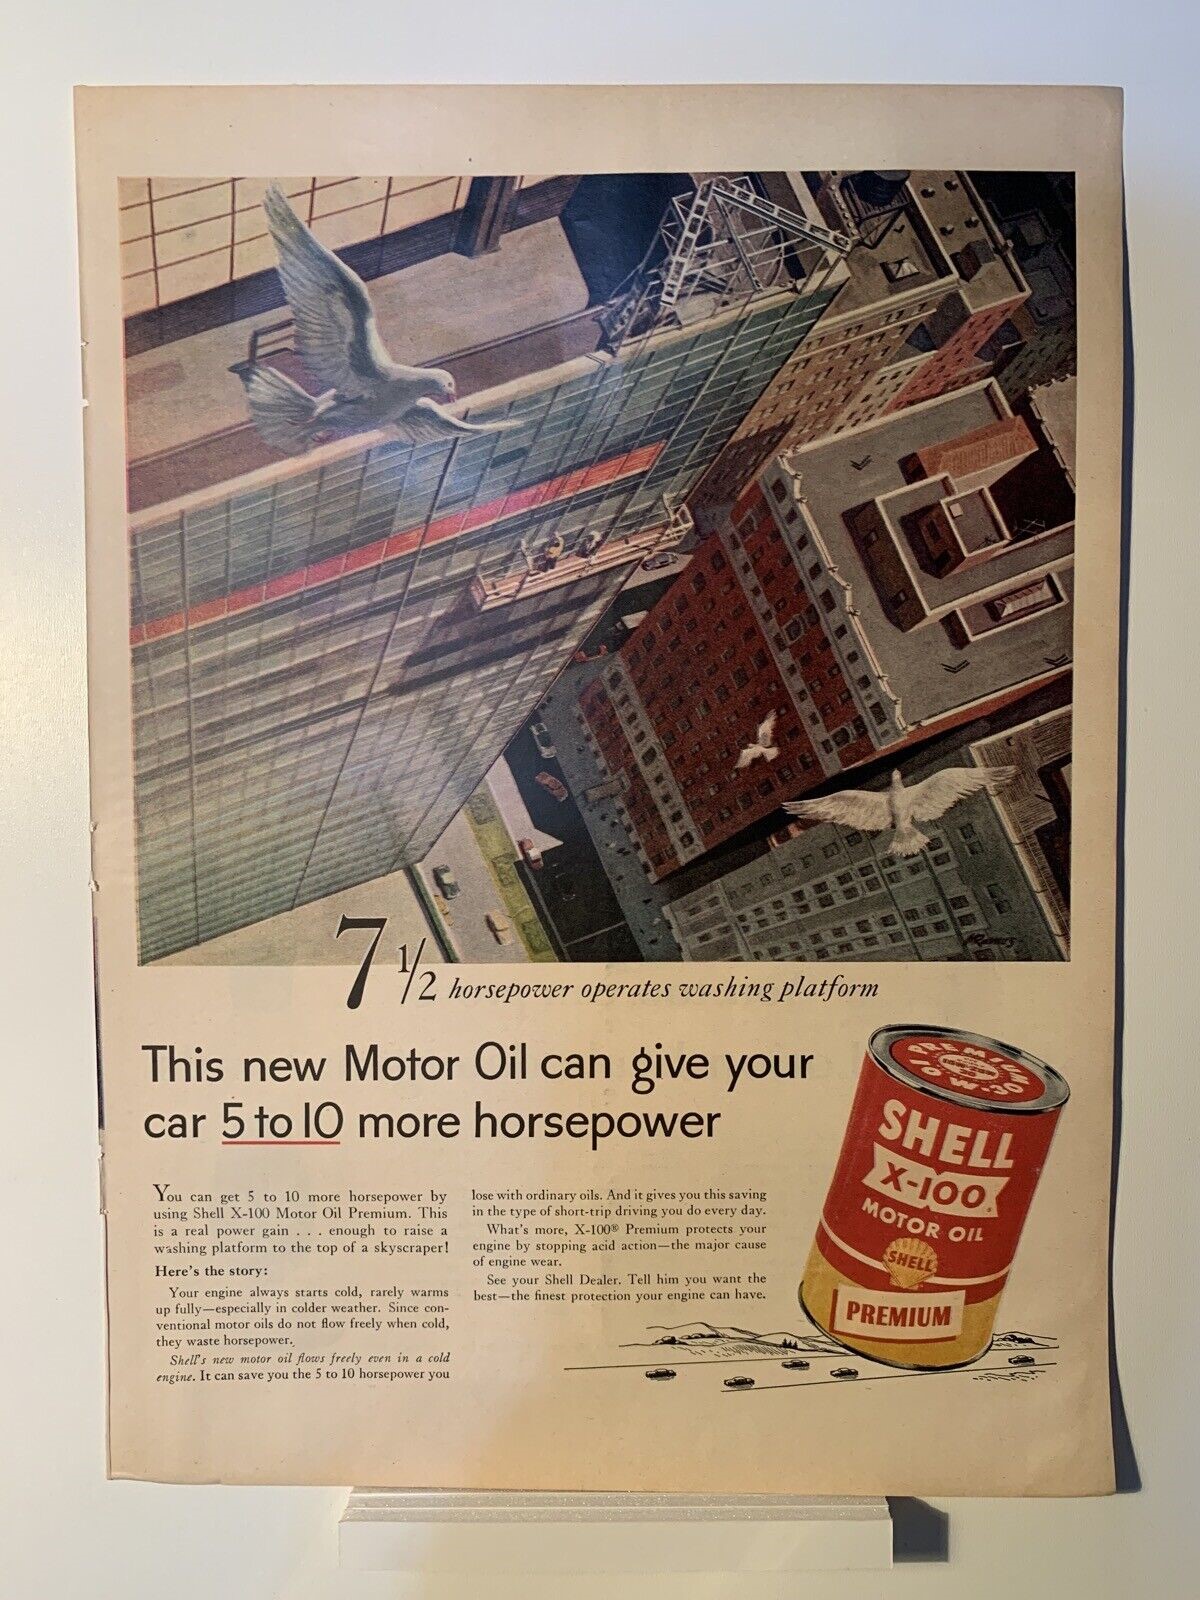 7 1/2 horsepower operates washing platform
This new Motor Oil can give your
car 5 to 10 more horsepower
You can get 5 to 10 more horsepower by
using Shell X-100 Motor Oil Premium. This
is a real power gain . . . enough to raise a
washing platform to the top of a skyscraper!
Here's the story:
Your engine always starts cold, rarely warms
up fully—especially in colder weather. Since con-
ventional motor oils do not flow freely when cold,
they waste horsepower.
Shell's new motor oil flows freely even in a cold
engine. It can save you the 5 to 10 horsepower you
lose with ordinary oils. And it gives you this saving
in the type of short-trip driving you do every day.
What's more, X-100® Premium protects your
engine by stopping acid action—the major cause
of engine wear.
See your Shell Dealer. Tell him you want the
best—the finest protection your engine can have.
PREMIUM
10-W-30
SHELL
X-100
MOTOR OIL
SHELL
PREMIUM